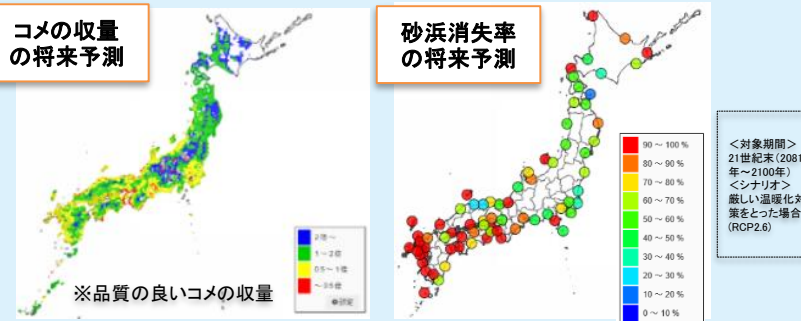 コメの収量
の将来予測
2倍~
1~2倍
0.5~1倍
~0.5倍
※品質の良いコメの収量
砂浜消失率
の将来予測
90 ~ 100 %
80 ~ 90 %
70 ~ 80 %
60 ~ 70 %
50 ~ 60 %
40 ~ 50 %
30 ~ 40 %
20 ~ 30 %
10 ~ 20 %
0 ~ 10 %
<対象期間>
21世紀末(2081
年~2100年)
<シナリオ>
厳しい温暖化対
策をとった場合
(RCP2.6)